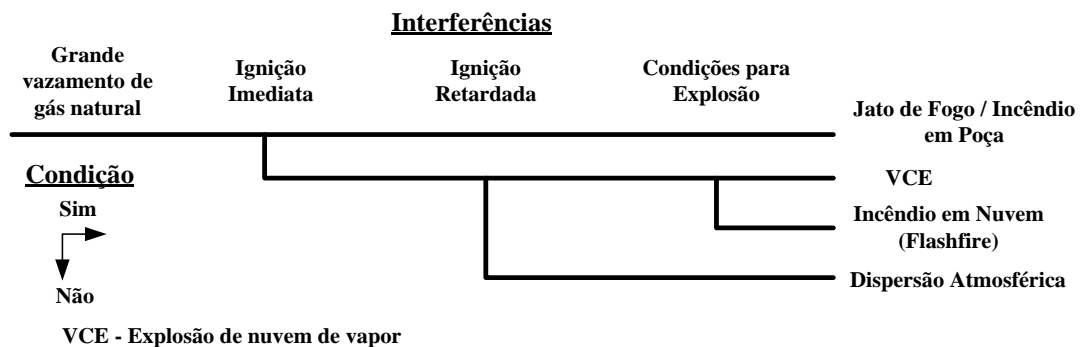 Interferências
Grande
vazamento de
gás natural
Ignição
Imediata
Ignição
Retardada
Condições para
Explosão
Jato de Fogo / Incêndio
em Poça
Condição
Sim
Não
VCE
Incêndio em Nuvem
(Flashfire)
Dispersão Atmosférica
VCE - Explosão de nuvem de vapor